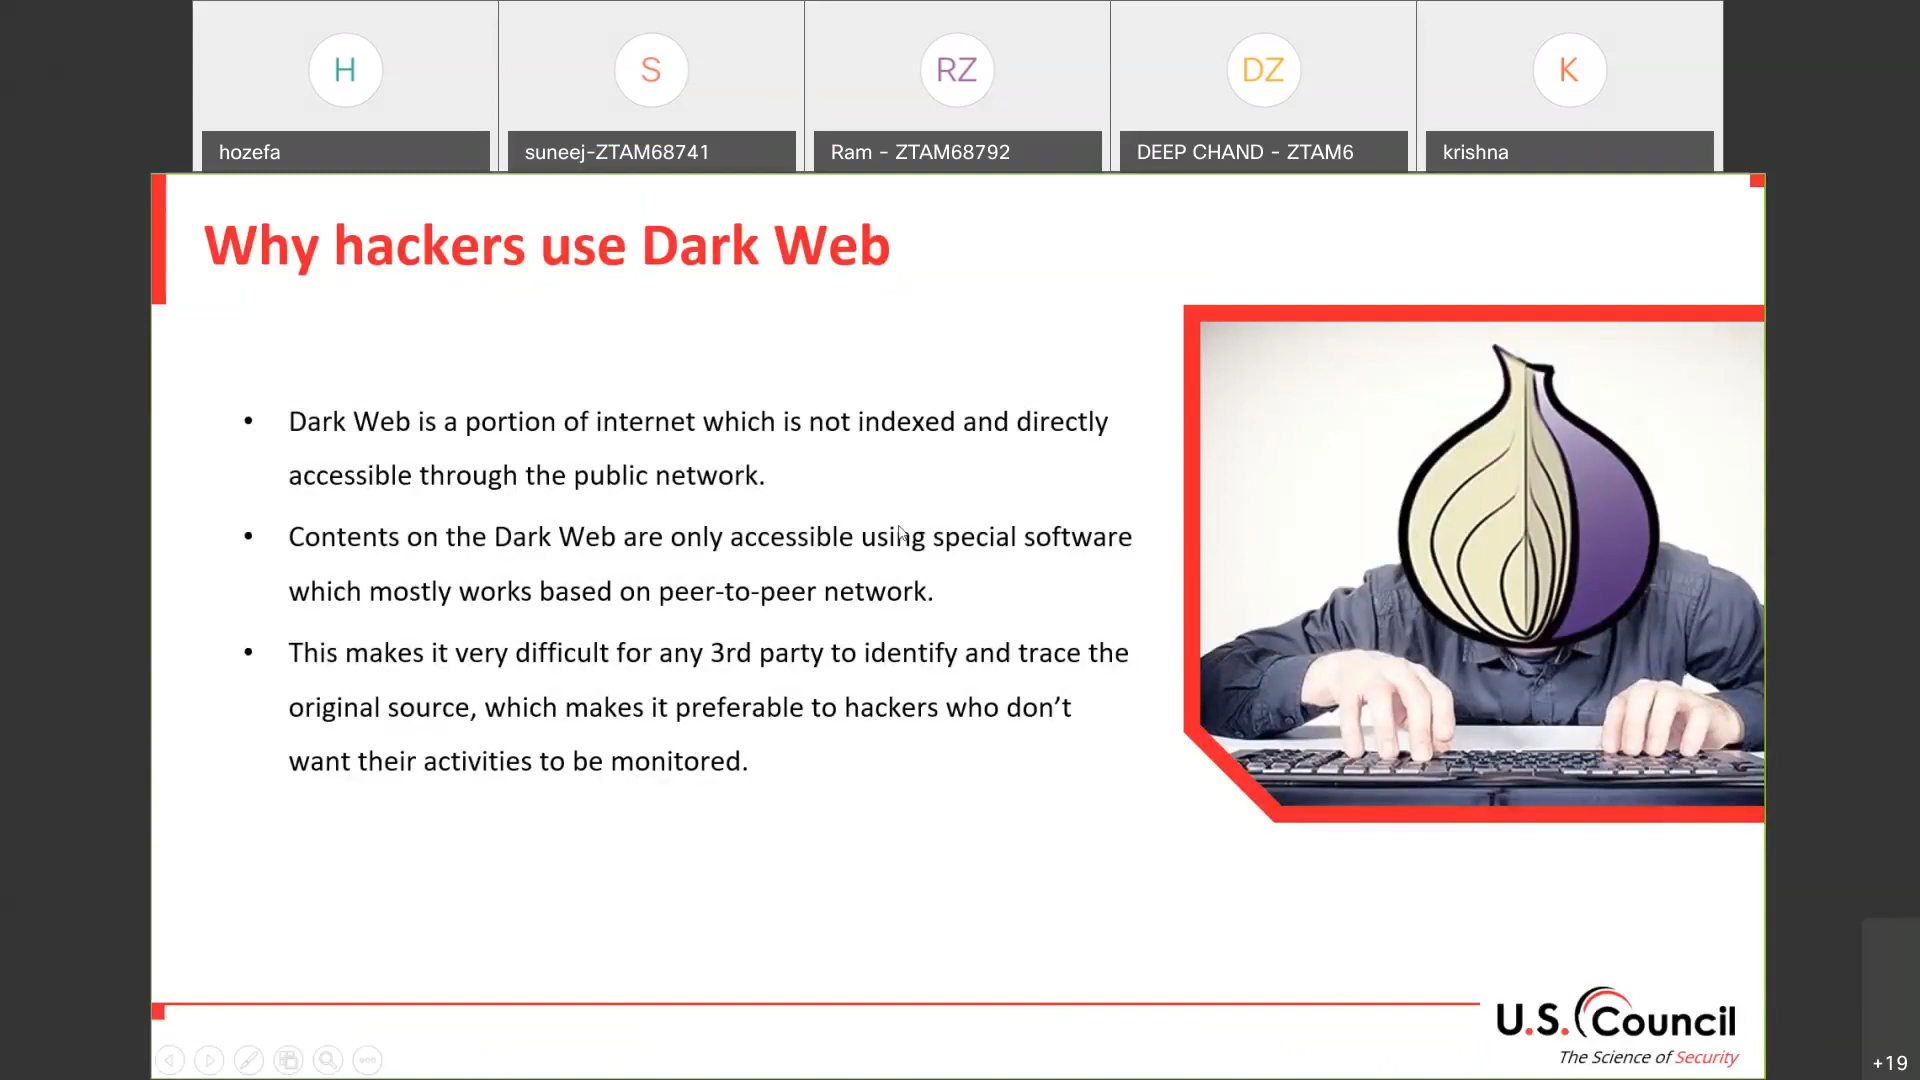 H
S
RZ
DZ
K
hozefa
suneej-ZTAM68741
Ram - ZTAM68792
DEEP CHAND - ZTAM6
krishna
Why hackers use Dark Web
• Dark Web is a portion of internet which is not indexed and directly
accessible through the public network.
• Contents on the Dark Web are only accessible using special software
which mostly works based on peer-to-peer network.
• This makes it very difficult for any 3rd party to identify and trace the
original source, which makes it preferable to hackers who don’t
want their activities to be monitored.
U.S. Council
The Science of Security
+19